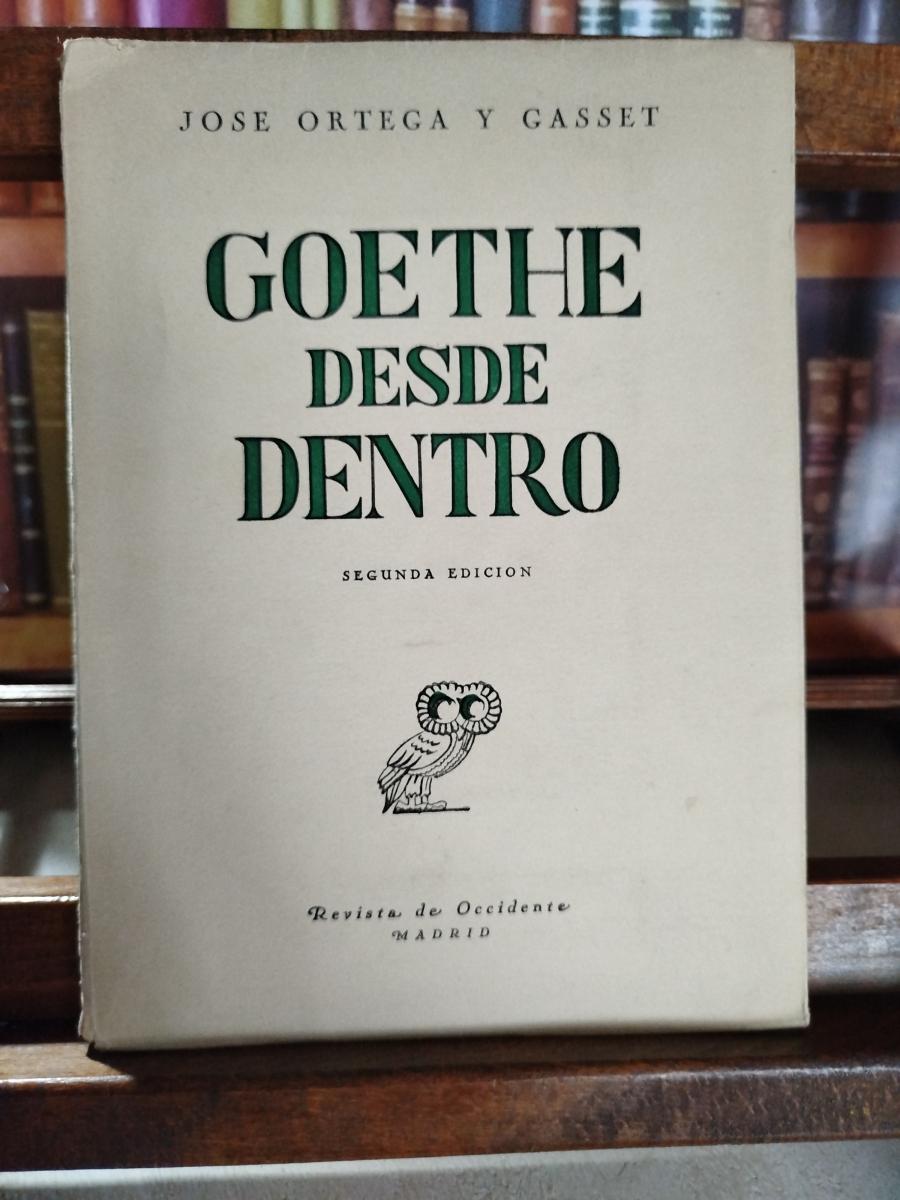 JOSE ORTEGA Y GASSET
GOETHE
DESDE
DENTRO
SEGUNDA EDICION
Revista de Occidente
MADRID